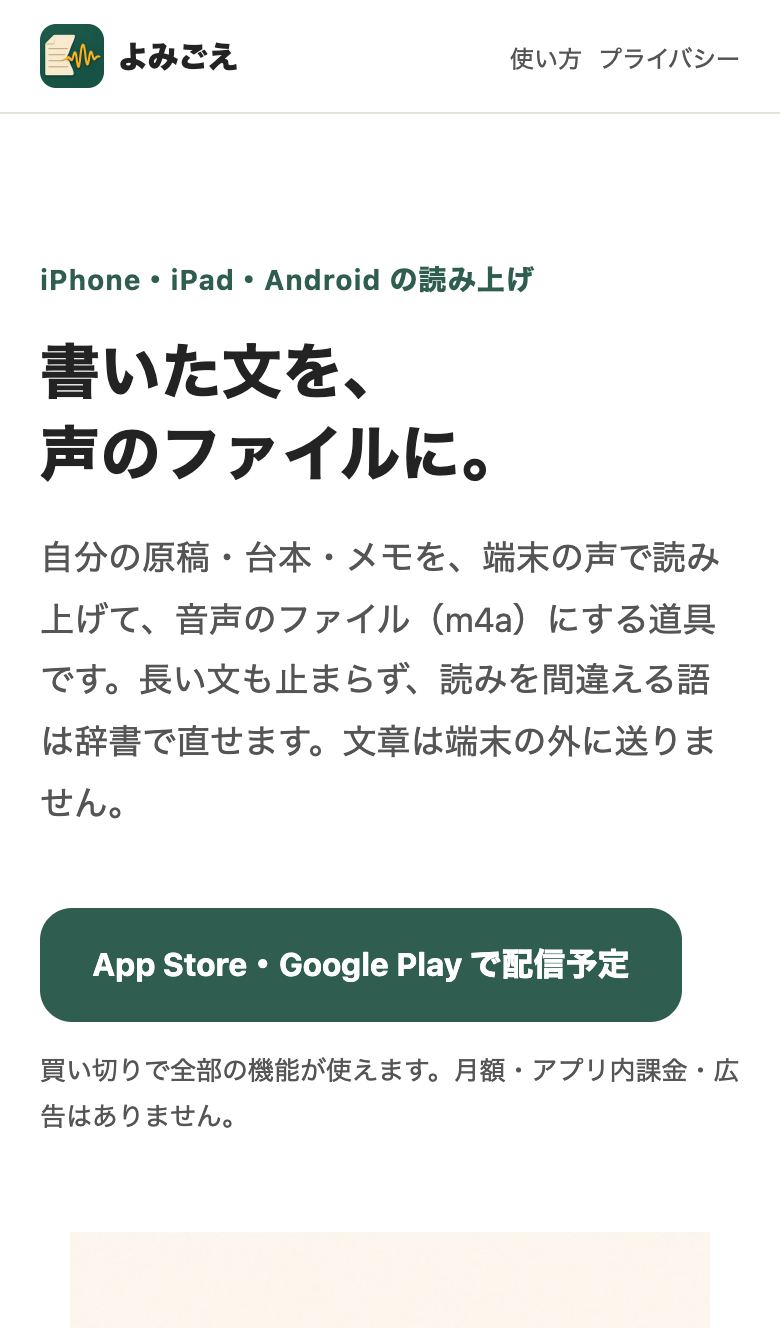 よみごえ
使い方 プライバシー
iPhone・iPad・Android の読み上げ
書いた文を、
声のファイルに。
自分の原稿・台本・メモを、端末の声で読み
上げて、音声のファイル（m4a）にする道具
です。長い文も止まらず、読みを間違える語
は辞書で直せます。文章は端末の外に送りま
せん。
App Store・Google Play で配信予定
買い切りで全部の機能が使えます。月額・アプリ内課金・広
告はありません。